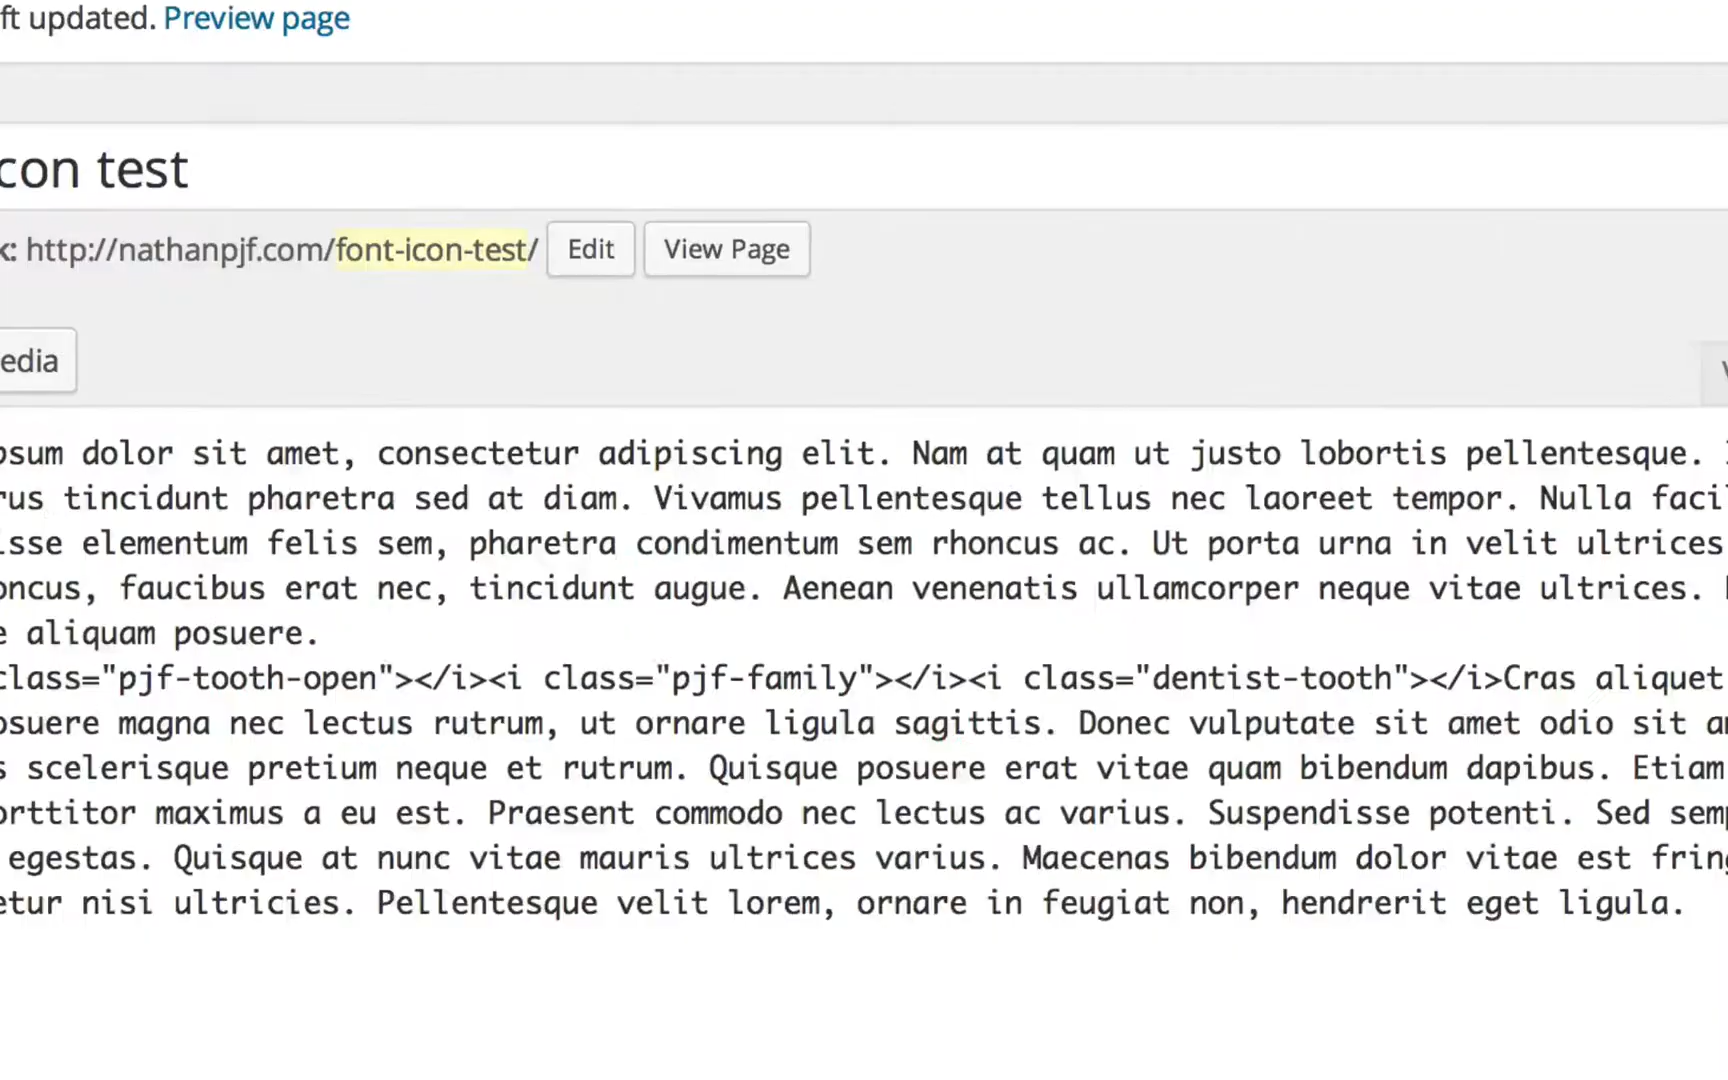 ft updated. Preview page
con test
k: http://nathanpjf.com/font-icon-test/ Edit View Page
edia
psum dolor sit amet, consectetur adipiscing elit. Nam at quam ut justo lobortis pellentesque.
rus tincidunt pharetra sed at diam. Vivamus pellentesque tellus nec laoreet tempor. Nulla facil
isse elementum felis sem, pharetra condimentum sem rhoncus ac. Ut porta urna in velit ultrices
oncus, faucibus erat nec, tincidunt augue. Aenean venenatis ullamcorper neque vitae ultrices.
e aliquam posuere.
class="pjf-tooth-open"></i><i class="pjf-family"></i><i class="dentist-tooth"></i>Cras aliquet
osuere magna nec lectus rutrum, ut ornare ligula sagittis. Donec vulputate sit amet odio sit am
s scelerisque pretium neque et rutrum. Quisque posuere erat vitae quam bibendum dapibus. Etiam
orttitor maximus a eu est. Praesent commodo nec lectus ac varius. Suspendisse potenti. Sed semp
egestas. Quisque at nunc vitae mauris ultrices varius. Maecenas bibendum dolor vitae est fring
etur nisi ultricies. Pellentesque velit lorem, ornare in feugiat non, hendrerit eget ligula.